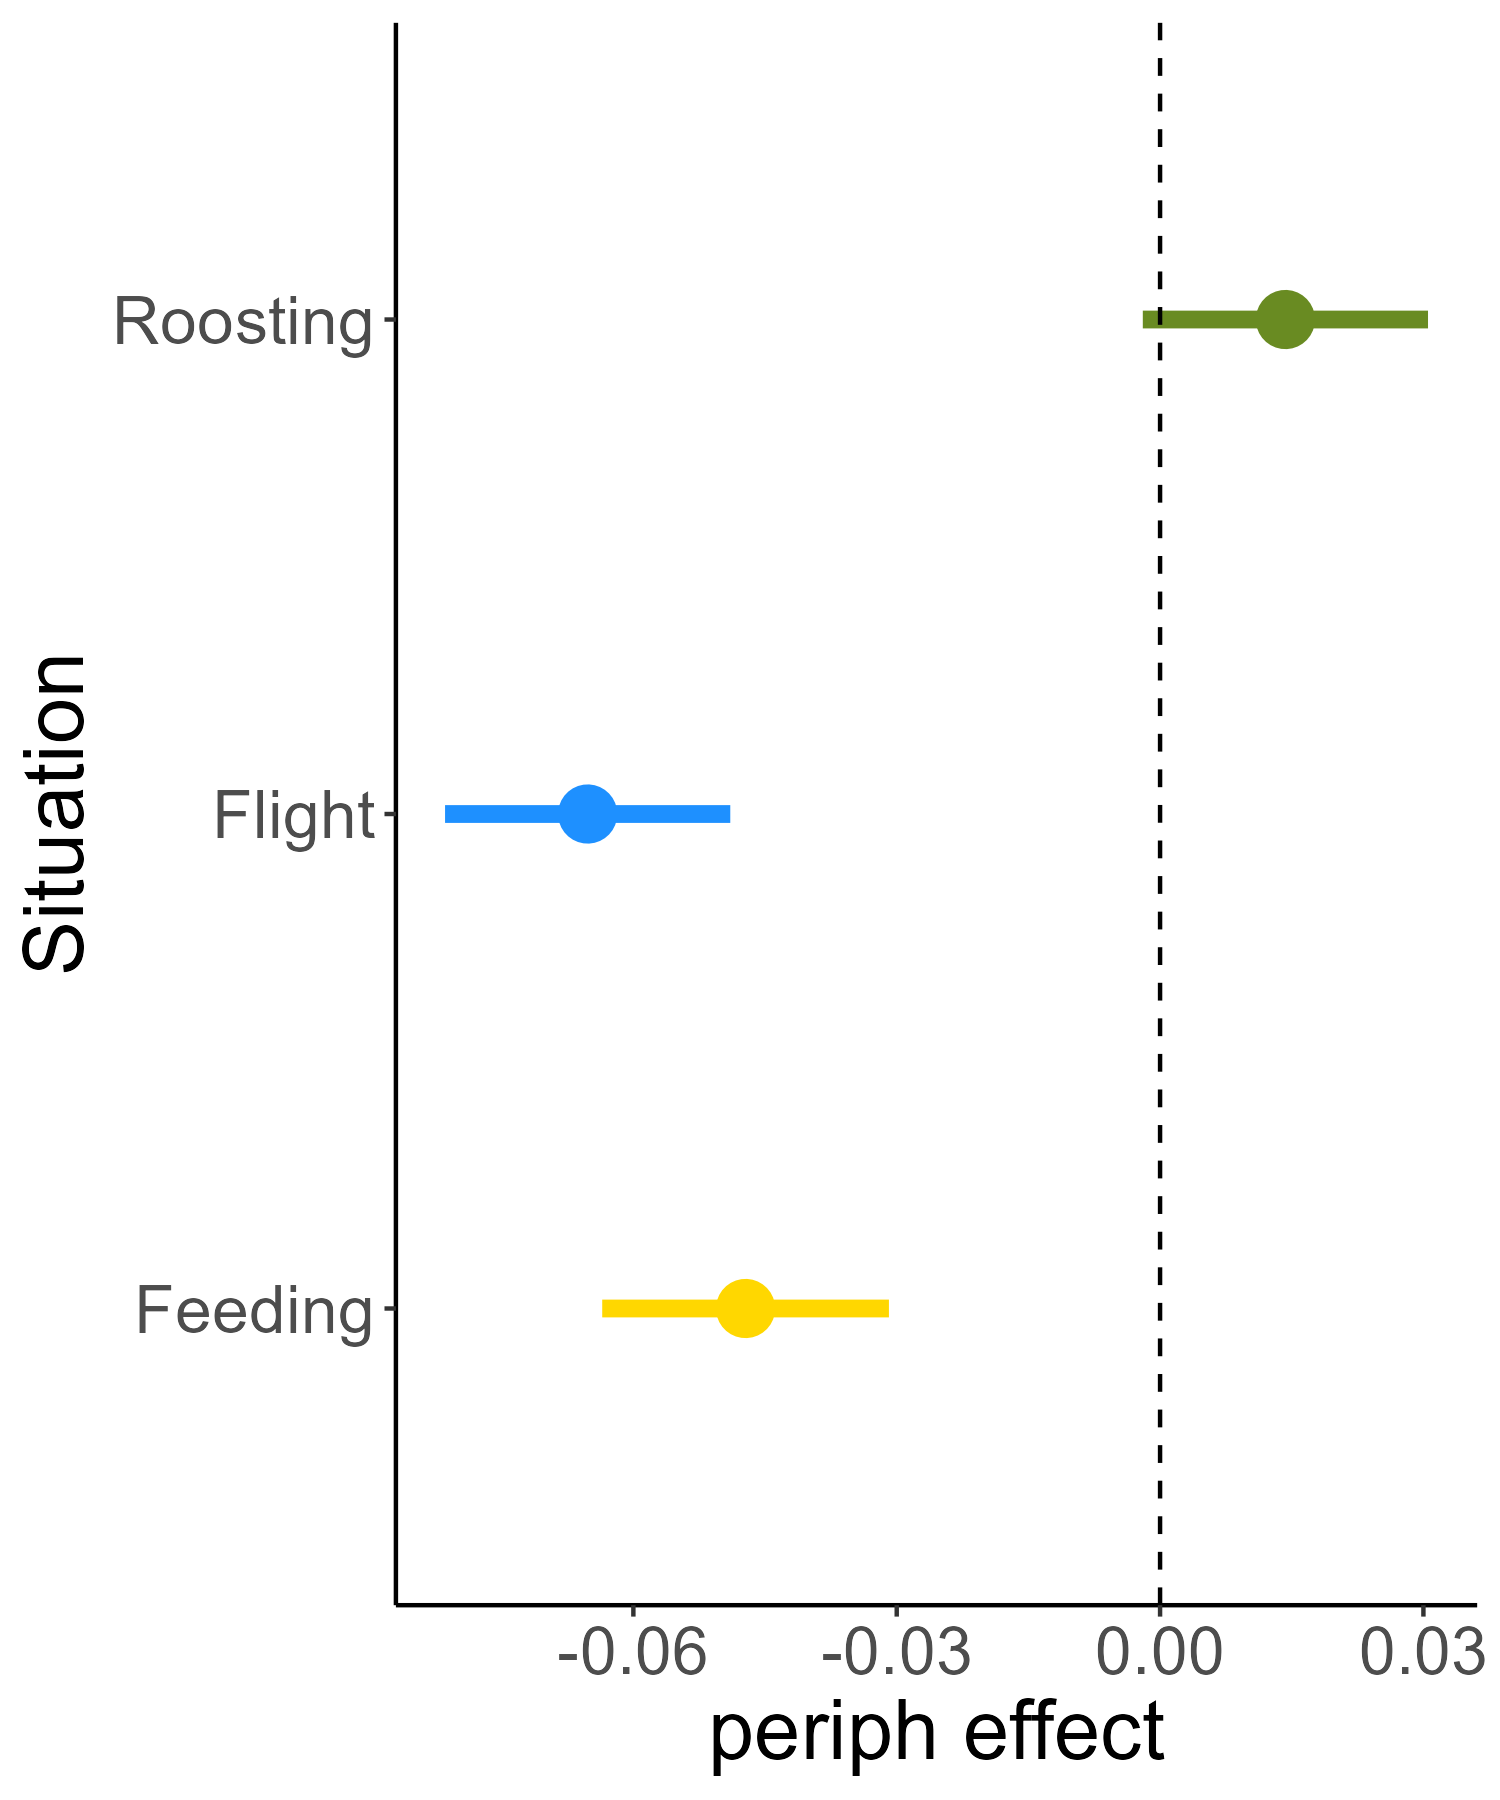 Situation
Roosting
Flight
Feeding
-0.06 -0.03 0.00 0.03
periph effect